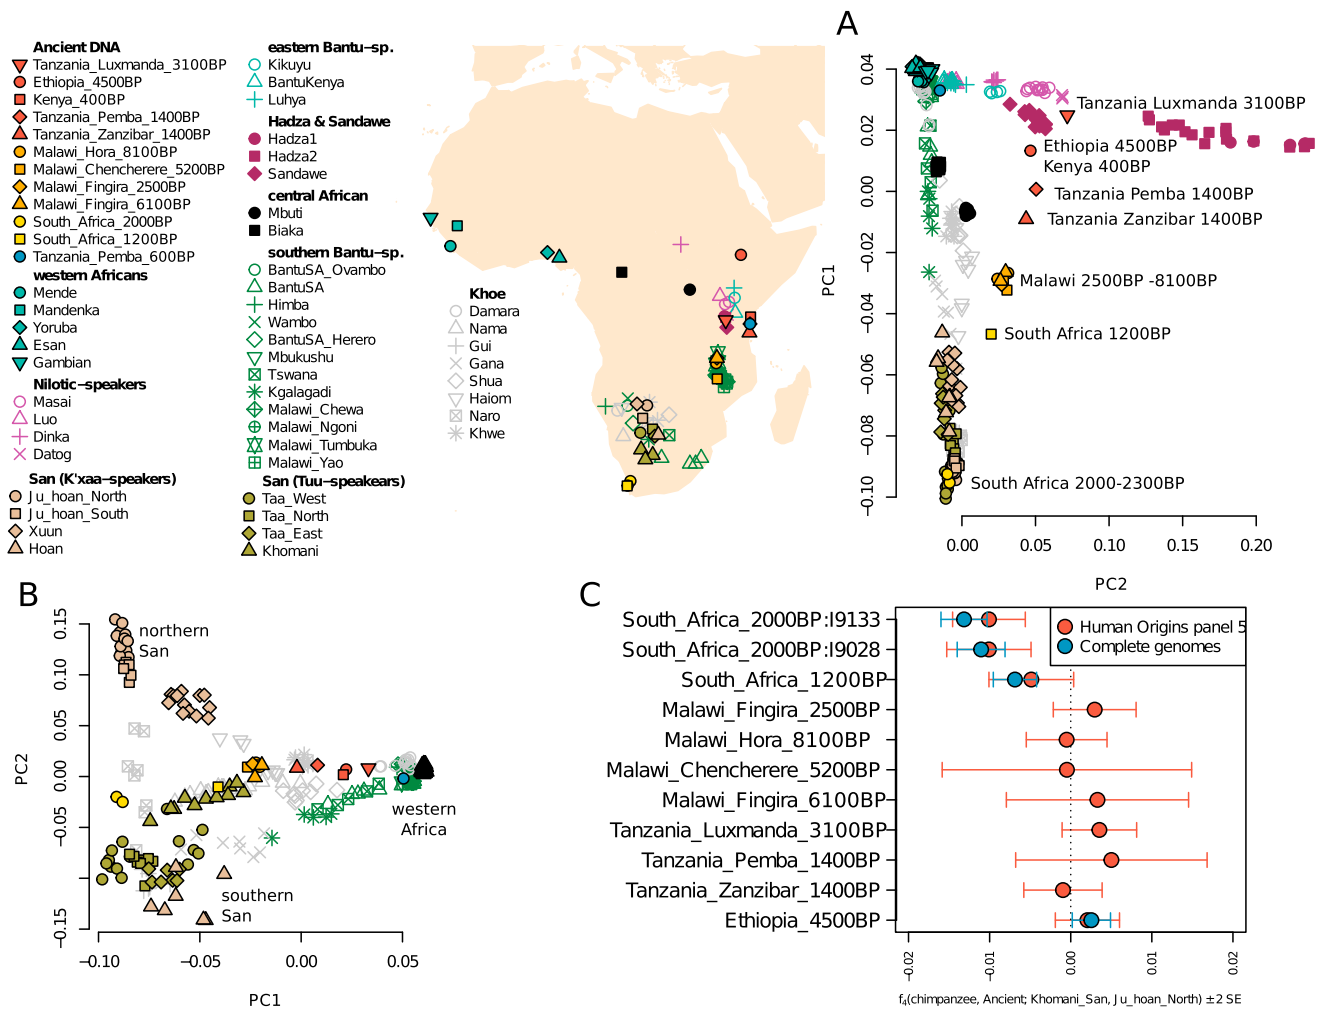 Ancient DNA
Tanzania_Luxmanda_3100BP
Ethiopia_4500BP
Kenya_400BP
Tanzania_Pemba_1400BP
Tanzania_Zanzibar_1400BP
Malawi_Hora_8100BP
Malawi_Chencherere_5200BP
Malawi_Fingira_2500BP
Malawi_Fingira_6100BP
South_Africa_2000BP
South_Africa_1200BP
Tanzania_Pemba_600BP
western Africans
Mende
Mandenka
Yoruba
Esan
Gambian
Nilotic−speakers
Masai
Luo
Dinka
Datog
San (K'xaa−speakers)
Ju_hoan_North
Ju_hoan_South
Xuun
Hoan
eastern Bantu−sp.
Kikuyu
BantuKenya
Luhya
Hadza & Sandawe
Hadza1
Hadza2
Sandawe
central African
Mbuti
Biaka
southern Bantu−sp.
BantuSA_Ovambo
BantuSA
Himba
Wambo
BantuSA_Herero
Mbukushu
Tswana
Kgalagadi
Malawi_Chewa
Malawi_Ngoni
Malawi_Tumbuka
Malawi_Yao
San (Tuu−speakears)
Taa_West
Taa_North
Taa_East
Khomani
Khoe
Damara
Nama
Gui
Gana
Shua
Haiom
Naro
Khwe
A
0.04
0.02
0.00
−0.02
−0.04
−0.06
−0.08
−0.10
PC1
Tanzania Luxmanda 3100BP
Ethiopia 4500BP
Kenya 400BP
Tanzania Pemba 1400BP
Tanzania Zanzibar 1400BP
Malawi 2500BP -8100BP
South Africa 1200BP
South Africa 2000-2300BP
0.00
0.05
0.10
0.15
0.20
PC2
B
0.15
0.10
0.05
0.00
−0.05
−0.15
PC2
northern
San
western
Africa
southern
San
−0.10
−0.05
0.00
0.05
PC1
C
South_Africa_2000BP:I9133
South_Africa_2000BP:I9028
South_Africa_1200BP
Malawi_Fingira_2500BP
Malawi_Hora_8100BP
Malawi_Chencherere_5200BP
Malawi_Fingira_6100BP
Tanzania_Luxmanda_3100BP
Tanzania_Pemba_1400BP
Tanzania_Zanzibar_1400BP
Ethiopia_4500BP
Human Origins panel 5
Complete genomes
−0.02
−0.01
0.00
0.01
0.02
f4(chimpanzee, Ancient; Khomani_San, Ju_hoan_North) ±2 SE